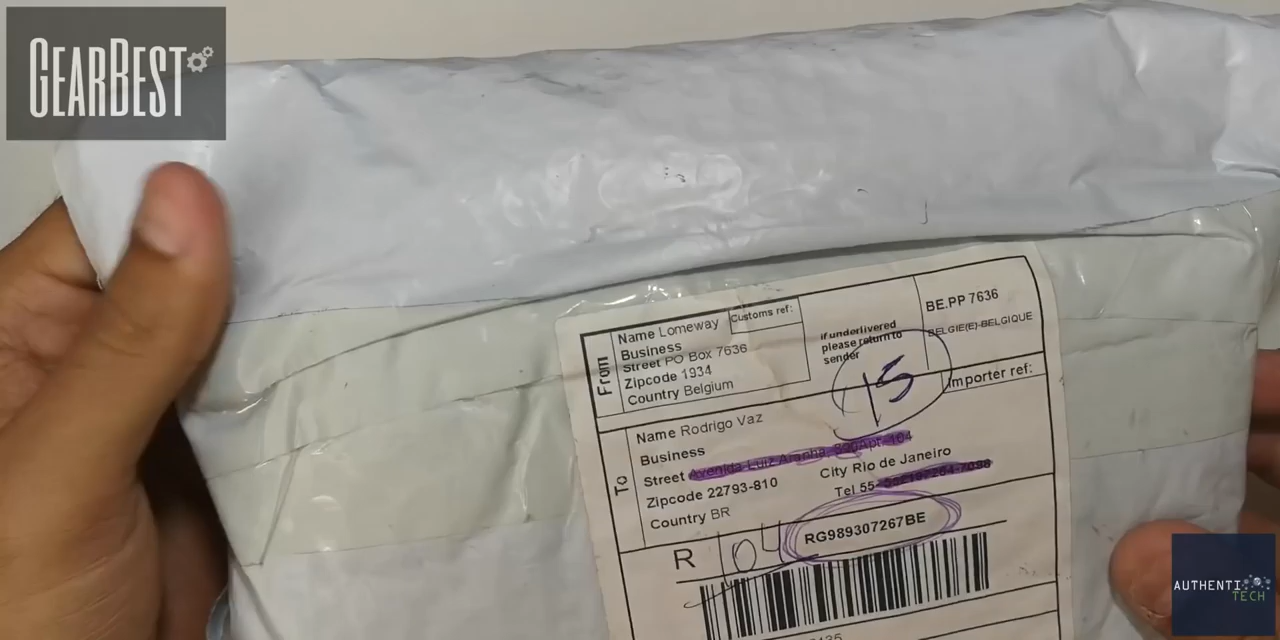 GEARBEST
From
Name Lomeway
Business
Street PO Box 7636
Zipcode 1934
Country Belgium
Customs ref:
if underlivered
please return to
sender
BE.PP 7636
BELGIE(E)-BELGIQUE
15
Importer ref:
To
Name Rodrigo Vaz
Business
Street
Zipcode 22793-810
City Rio de Janeiro
Country BR
Tel 55-
R
04
RG989307267BE
AUTHENTI
TECH